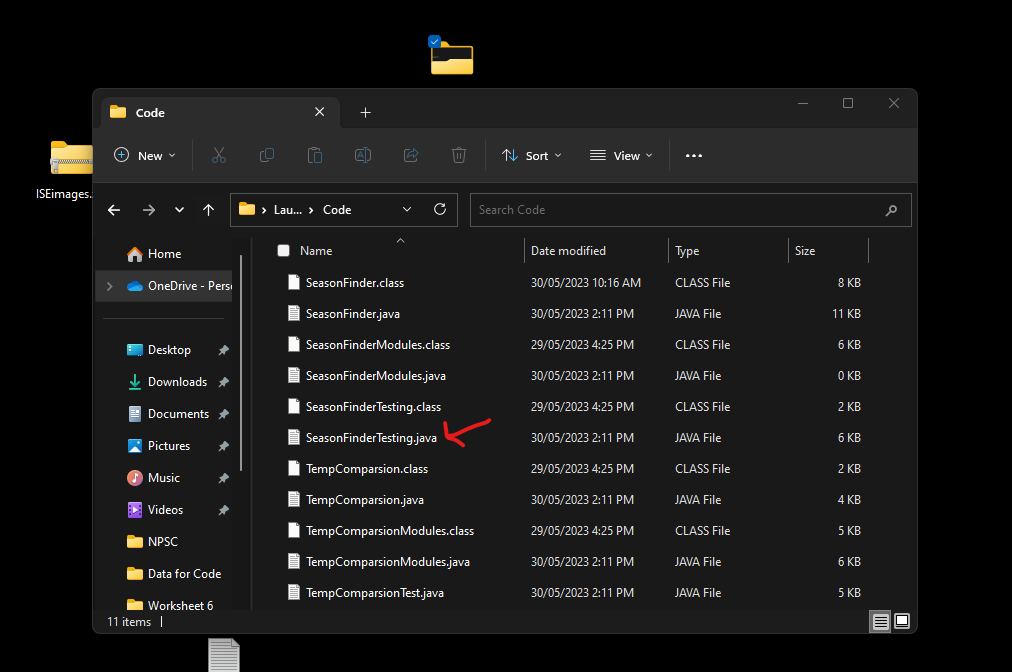 Code
ISEimages.
New
Sort
View
Lau...
Code
Search Code
Home
OneDrive - Perso
Desktop
Downloads
Documents
Pictures
Music
Videos
NPSC
Data for Code
Worksheet 6
Name Date modified Type Size
SeasonFinder.class 30/05/2023 10:16 AM CLASS File 8 KB
SeasonFinder.java 30/05/2023 2:11 PM JAVA File 11 KB
SeasonFinderModules.class 29/05/2023 4:25 PM CLASS File 6 KB
SeasonFinderModules.java 30/05/2023 2:11 PM JAVA File 0 KB
SeasonFinderTesting.class 29/05/2023 4:25 PM CLASS File 2 KB
SeasonFinderTesting.java 30/05/2023 2:11 PM JAVA File 6 KB
TempComparsion.class 29/05/2023 4:25 PM CLASS File 2 KB
TempComparsion.java 30/05/2023 2:11 PM JAVA File 4 KB
TempComparsionModules.class 29/05/2023 4:25 PM CLASS File 5 KB
TempComparsionModules.java 30/05/2023 2:11 PM JAVA File 6 KB
TempComparsionTest.java 30/05/2023 2:11 PM JAVA File 5 KB
11 items